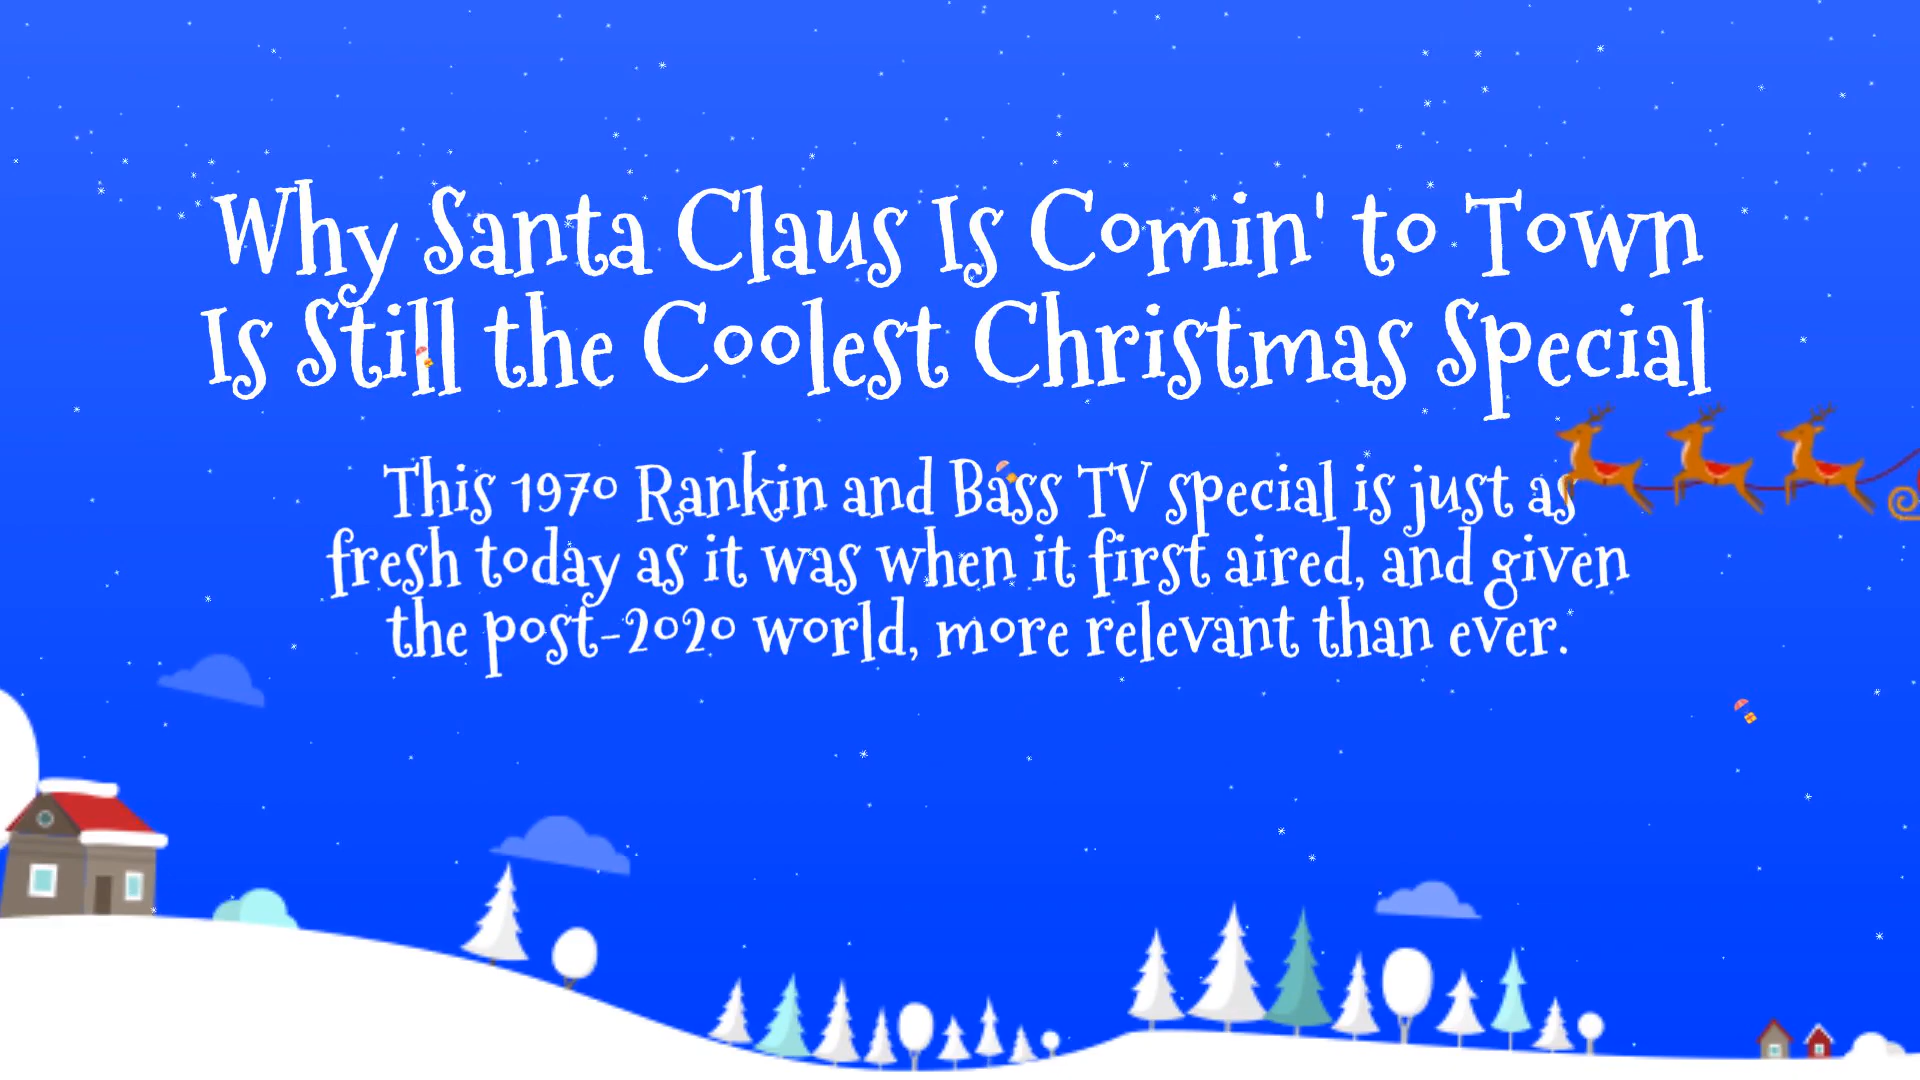 Why Santa Claus Is Comin' to Town
Is Still the Coolest Christmas Special
This 1970 Rankin and Bass TV special is just as
fresh today as it was when it first aired, and given
the post-2020 world, more relevant than ever.